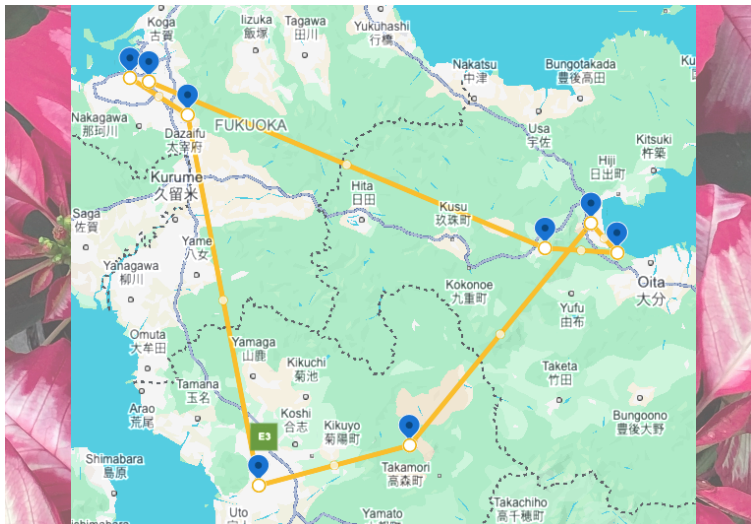 Koga
古賀
Iizuka
飯塚
Tagawa
田川
Yukuhashi
行橋
Nakatsu
中津
Bungotakada
豊後高田
Nakagawa
那珂川
Dazaifu
太宰府
FUKUOKA
Usa
宇佐
Kitsuki
杵築
Hiji
日出町
Kurume
久留米
Hita
日田
Kusu
玖珠町
Saga
佐賀
Yame
八女
Yanagawa
柳川
Kokonoe
九重町
Oita
大分
Yufu
由布
Omuta
大牟田
Yamaga
山鹿
Kikuchi
菊池
Taketa
竹田
Tamana
玉名
Arao
荒尾
Koshi
合志
Kikuyo
菊陽町
Bungoono
豊後大野
E3
Shimabara
島原
Takamori
高森町
Uto
Yamato
Takachiho
高千穂町